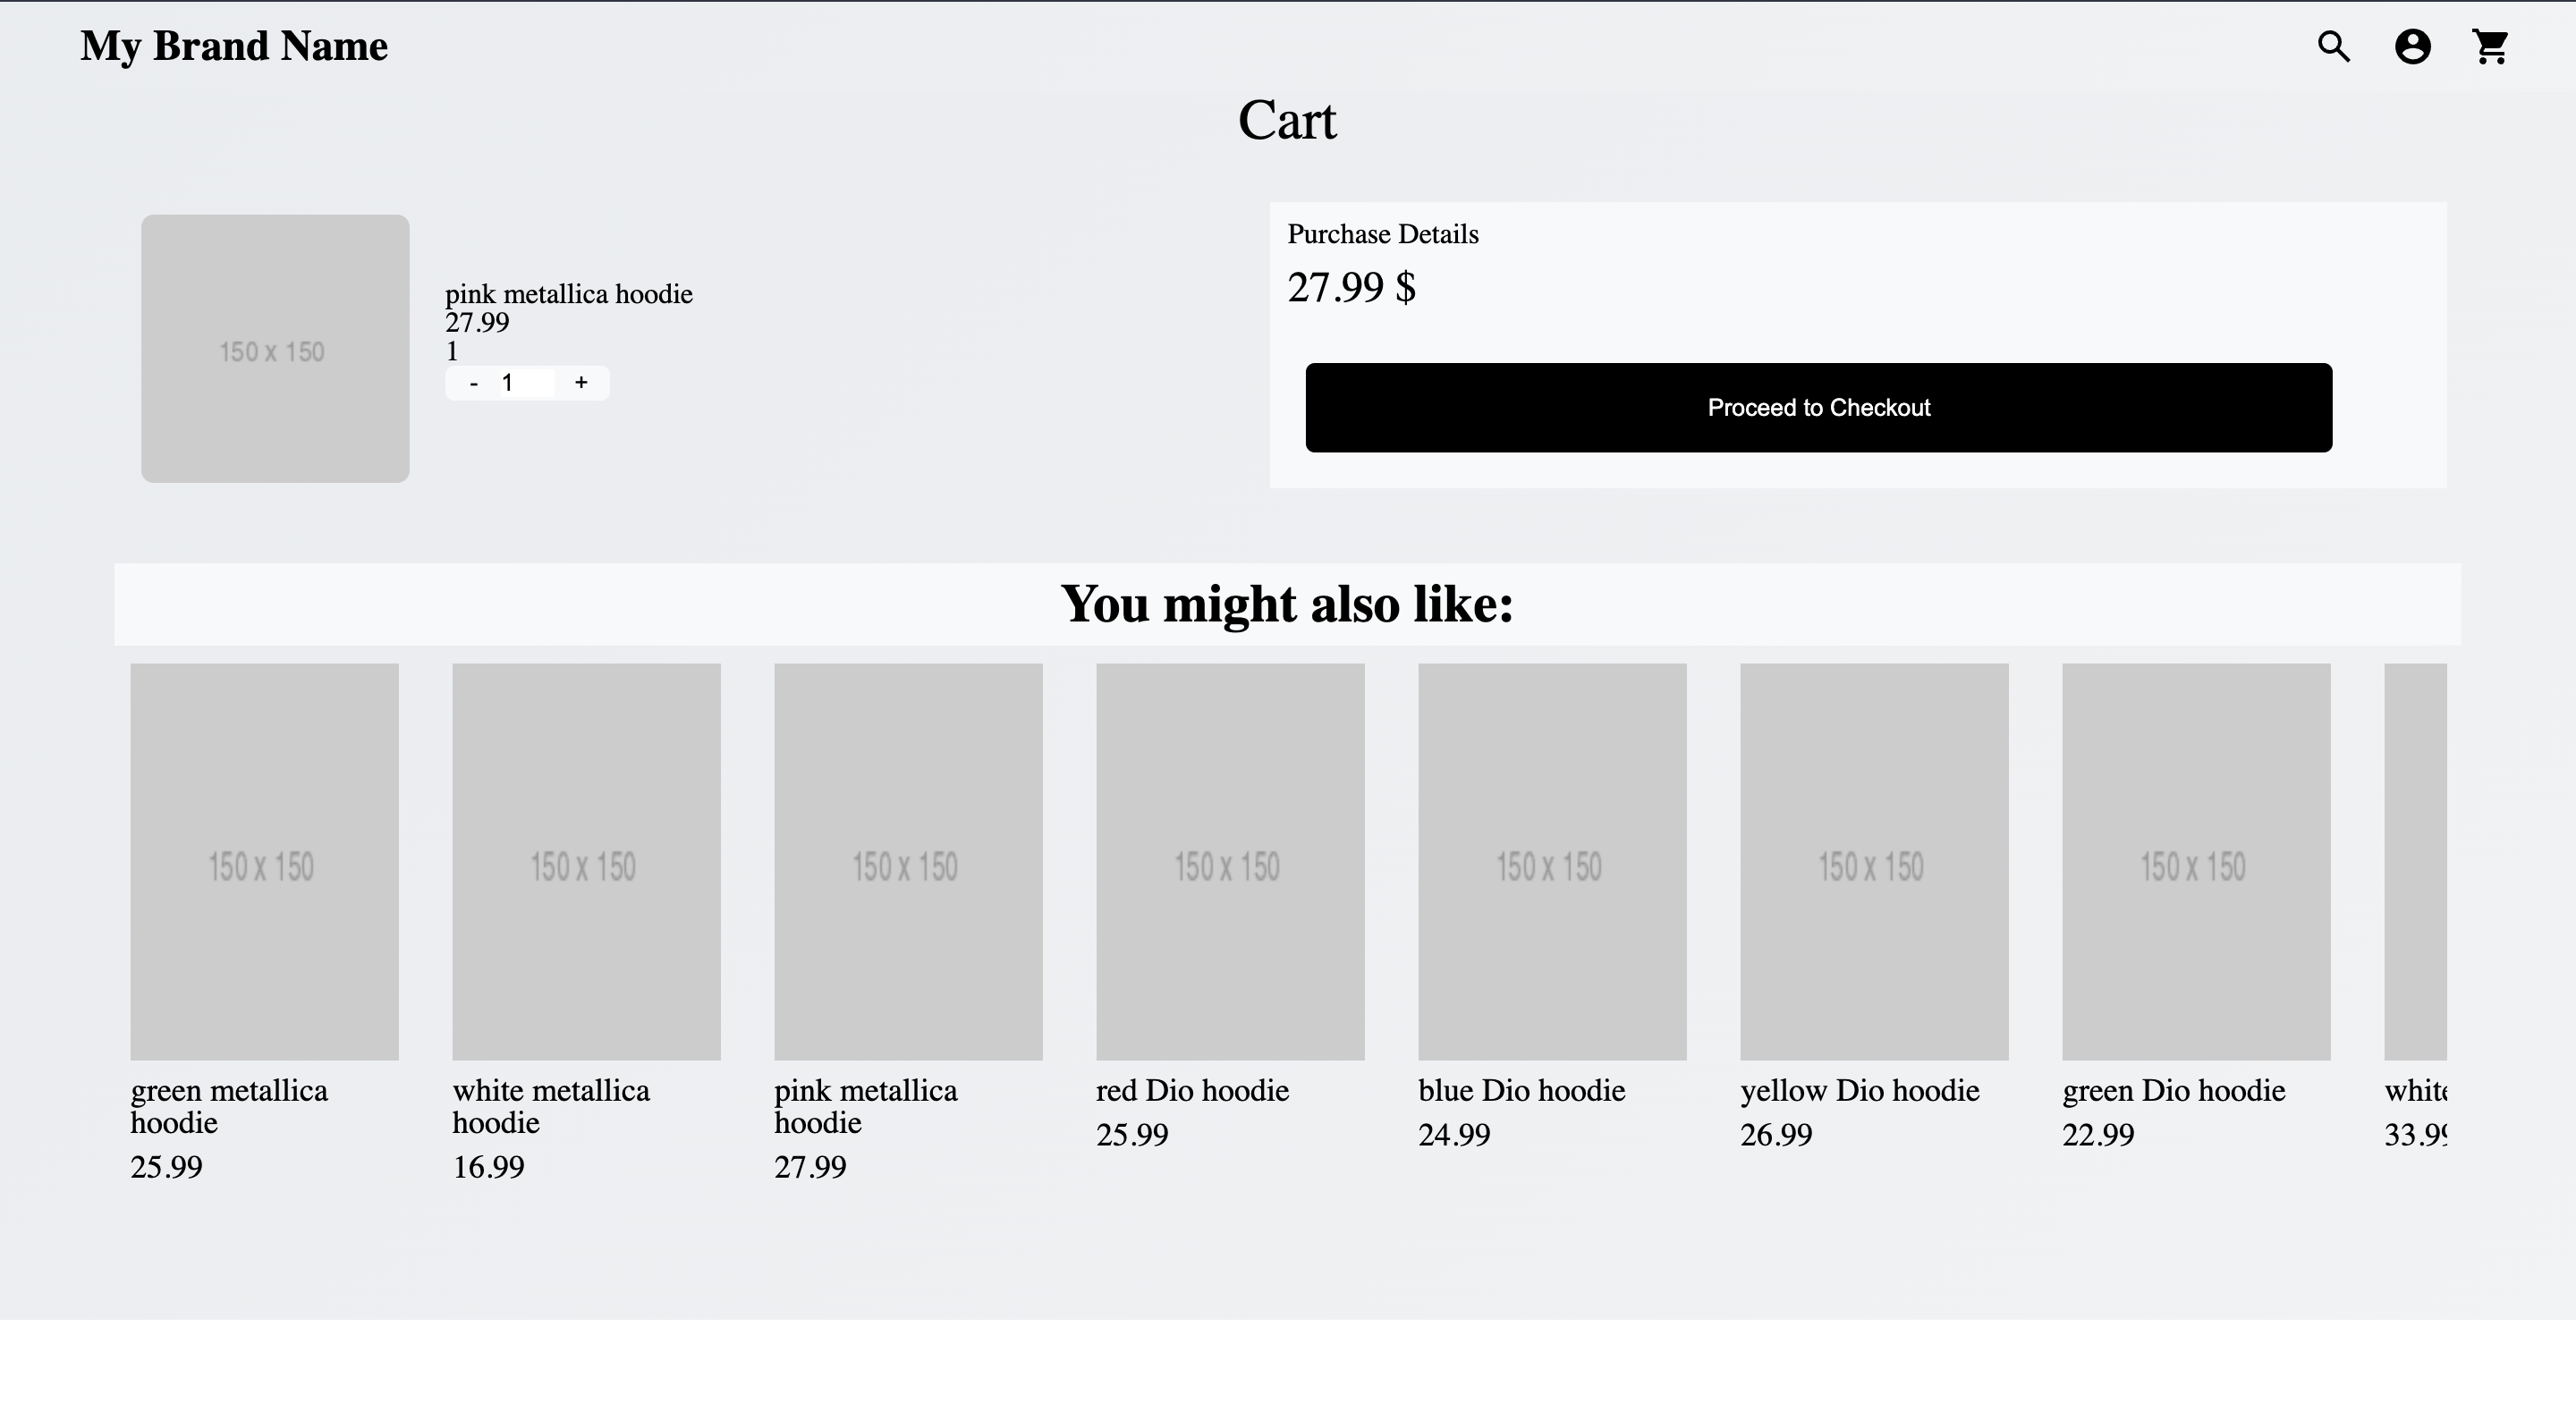 My Brand Name
Cart
150 x 150
pink metallica hoodie
27.99
1
- 1 +
Purchase Details
27.99 $
Proceed to Checkout
You might also like:
150 x 150
150 x 150
150 x 150
150 x 150
150 x 150
150 x 150
150 x 150
green metallica
hoodie
25.99
white metallica
hoodie
16.99
pink metallica
hoodie
27.99
red Dio hoodie
25.99
blue Dio hoodie
24.99
yellow Dio hoodie
26.99
green Dio hoodie
22.99
white
33.99